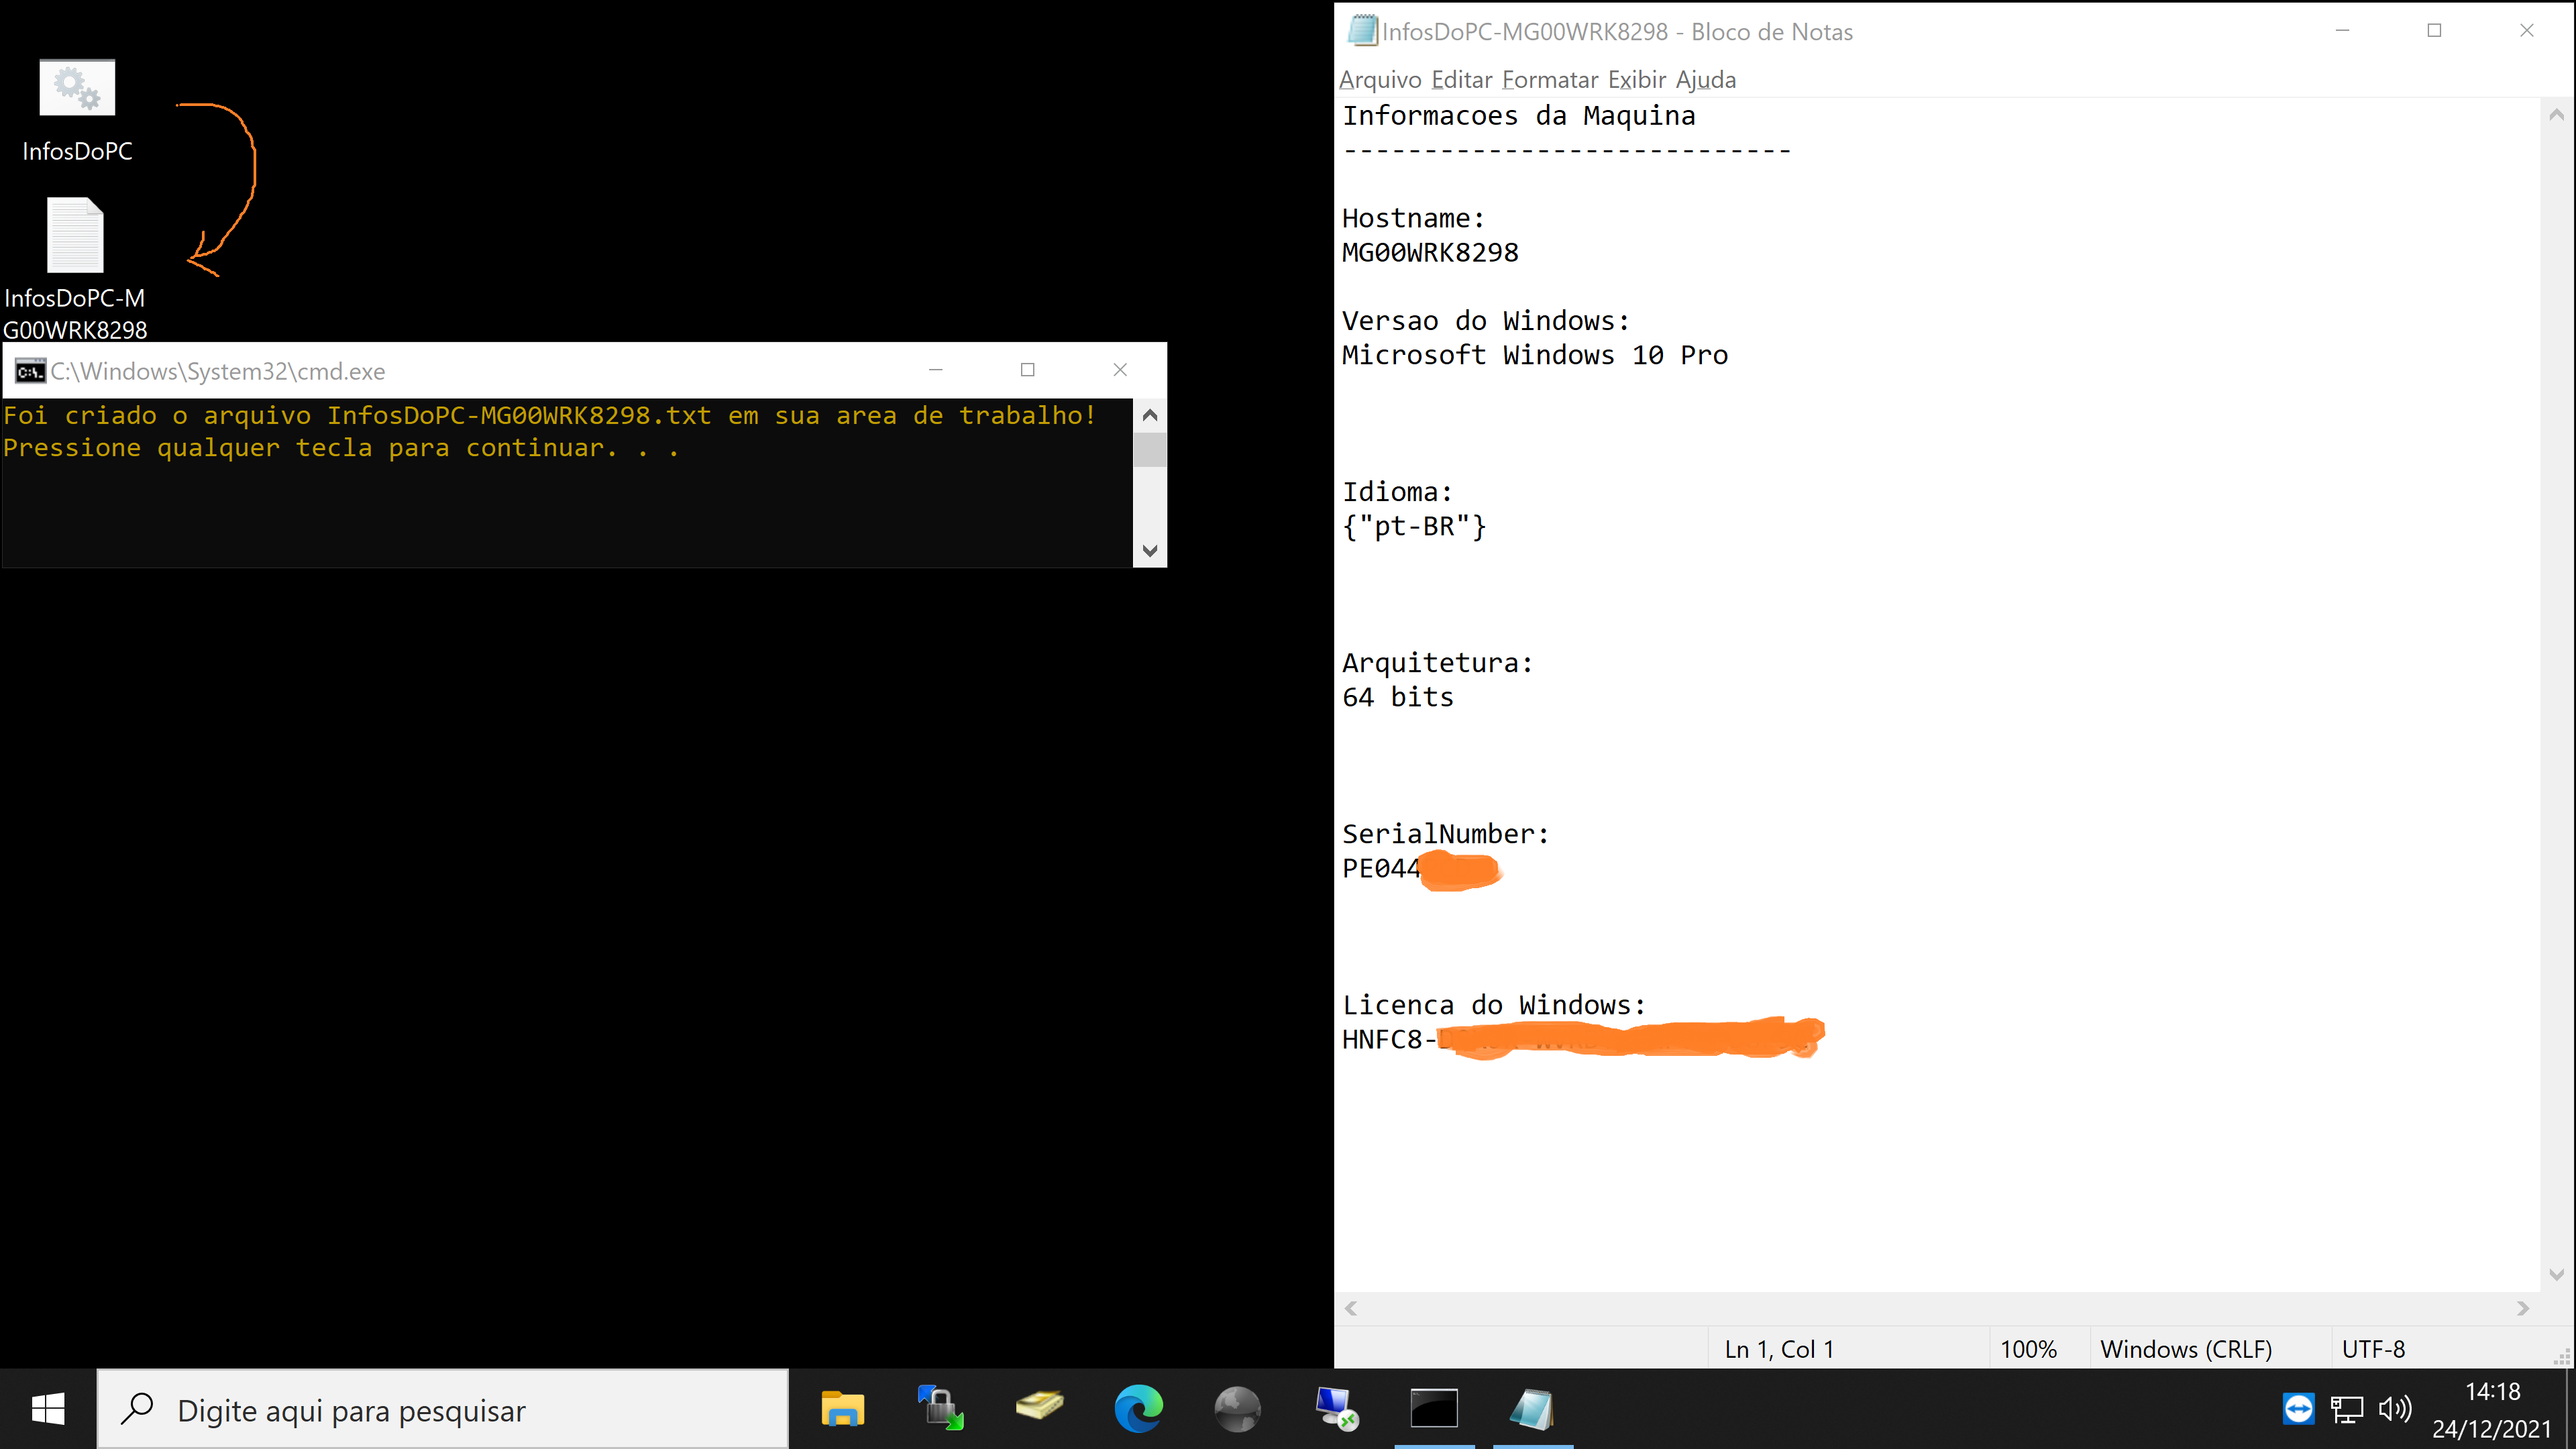 InfosDoPC
InfosDoPC-M
G00WRK8298
C:\Windows\System32\cmd.exe
Foi criado o arquivo InfosDoPC-MG00WRK8298.txt em sua area de trabalho!
Pressione qualquer tecla para continuar. . .
InfosDoPC-MG00WRK8298 - Bloco de Notas
Arquivo Editar Formatar Exibir Ajuda
Informacoes da Maquina
----------------------------
Hostname:
MG00WRK8298
Versao do Windows:
Microsoft Windows 10 Pro
Idioma:
{"pt-BR"}
Arquitetura:
64 bits
SerialNumber:
PE044
Licenca do Windows:
HNFC8-
Ln 1, Col 1 100% Windows (CRLF) UTF-8
Digite aqui para pesquisar
14:18
24/12/2021